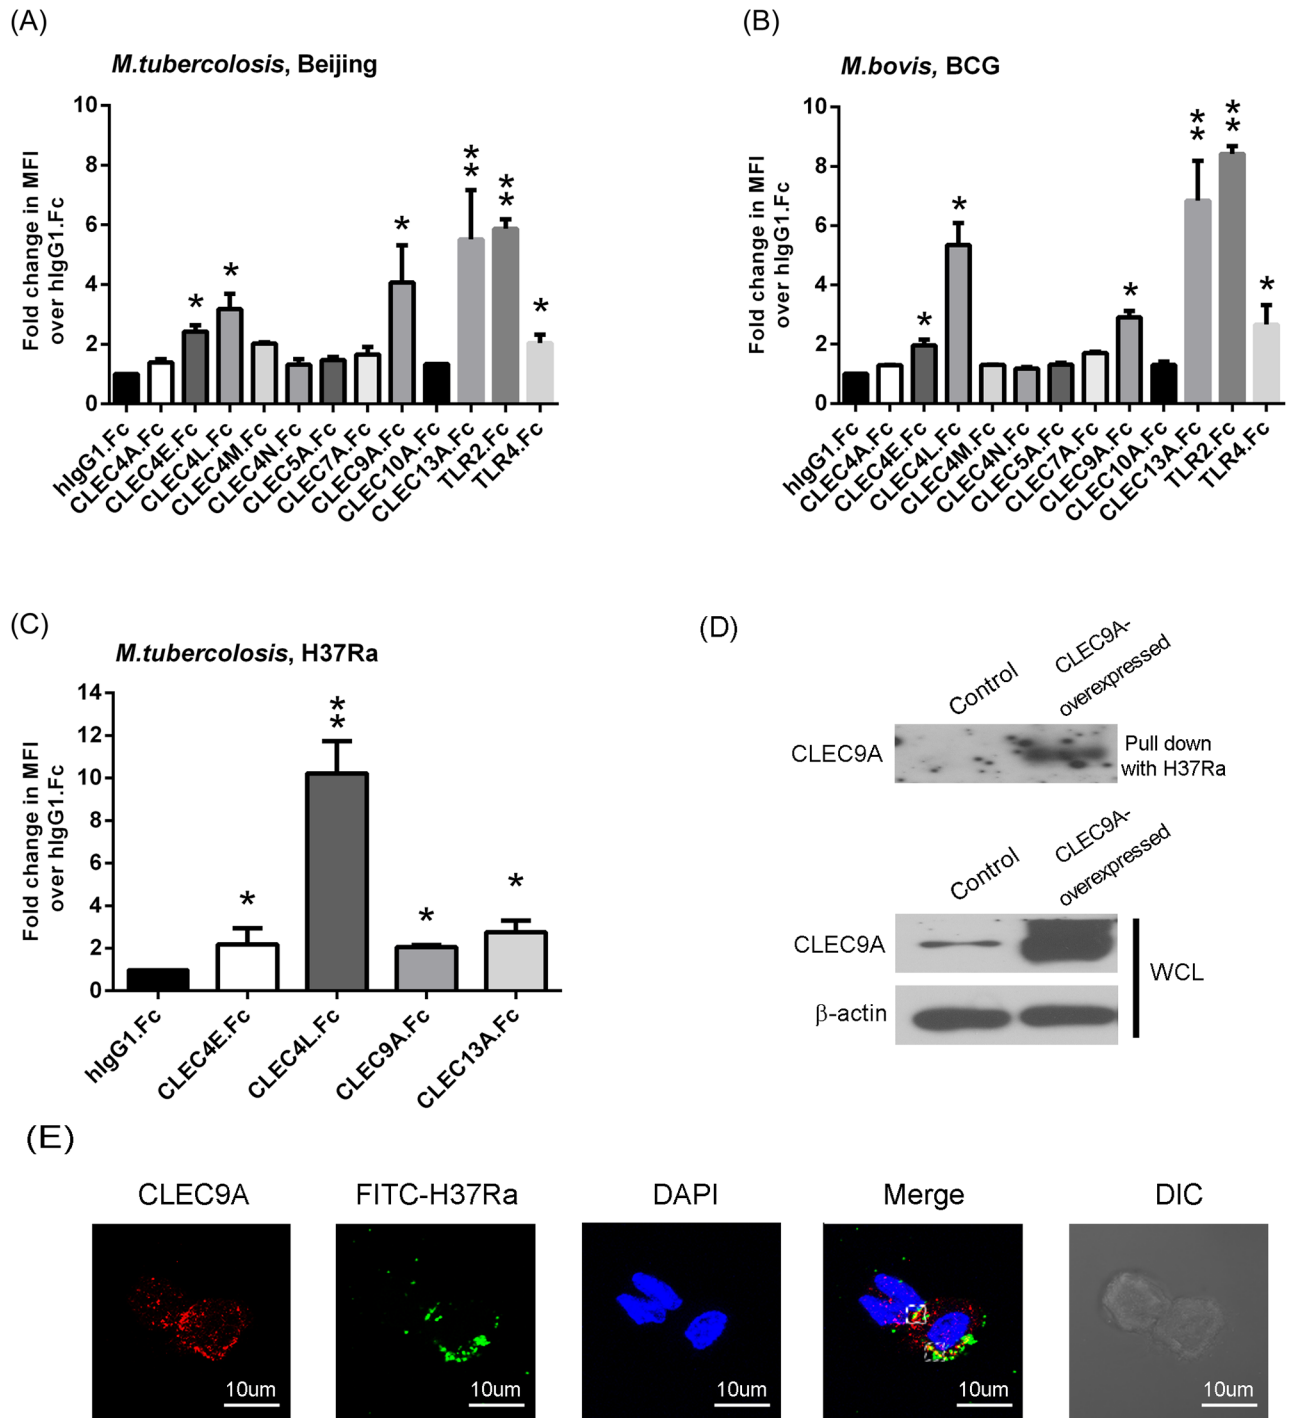 (A)
M.tubercolosis, Beijing
Fold change in MFI
over hIgG1.Fc
10
8
6
4
2
0
**
**
*
*
*
*
hIgG1.Fc
CLEC4A.Fc
CLEC4E.Fc
CLEC4L.Fc
CLEC4M.Fc
CLEC4N.Fc
CLEC5A.Fc
CLEC7A.Fc
CLEC9A.Fc
CLEC10A.Fc
CLEC13A.Fc
TLR2.Fc
TLR4.Fc
(B)
M.bovis, BCG
Fold change in MFI
over hIgG1.Fc
10
8
6
4
2
0
**
**
*
*
*
*
hIgG1.Fc
CLEC4A.Fc
CLEC4E.Fc
CLEC4L.Fc
CLEC4M.Fc
CLEC4N.Fc
CLEC5A.Fc
CLEC7A.Fc
CLEC9A.Fc
CLEC10A.Fc
CLEC13A.Fc
TLR2.Fc
TLR4.Fc
(C)
M.tubercolosis, H37Ra
Fold change in MFI
over hIgG1.Fc
14
12
10
8
6
4
2
0
**
*
*
*
hIgG1.Fc
CLEC4E.Fc
CLEC4L.Fc
CLEC9A.Fc
CLEC13A.Fc
(D)
Control
CLEC9A-
overexpressed
CLEC9A
Pull down
with H37Ra
Control
CLEC9A-
overexpressed
CLEC9A
β-actin
WCL
(E)
CLEC9A
FITC-H37Ra
DAPI
Merge
DIC
10um
10um
10um
10um
10um